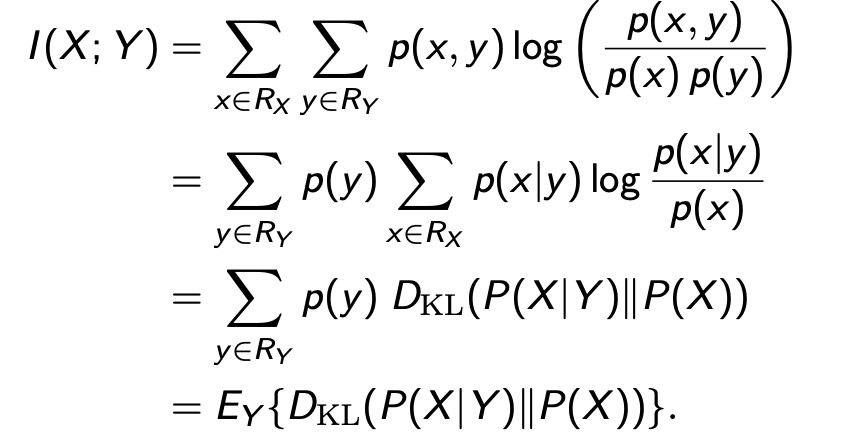 I(X; Y) = ∑_{x∈R_X} ∑_{y∈R_Y} p(x, y) log ( p(x, y) / p(x) p(y) )
= ∑_{y∈R_Y} p(y) ∑_{x∈R_X} p(x|y) log p(x|y) / p(x)
= ∑_{y∈R_Y} p(y) D_KL(P(X|Y)‖P(X))
= E_Y{D_KL(P(X|Y)‖P(X))}.